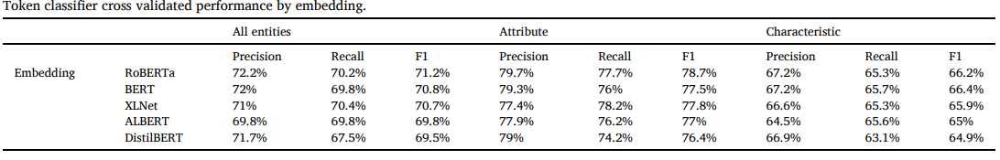 Token classifier cross validated performance by embedding.
All entities Attribute Characteristic
Precision Recall F1 Precision Recall F1 Precision Recall F1
Embedding RoBERTa 72.2% 70.2% 71.2% 79.7% 77.7% 78.7% 67.2% 65.3% 66.2%
BERT 72% 69.8% 70.8% 79.3% 76% 77.5% 67.2% 65.7% 66.4%
XLNet 71% 70.4% 70.7% 77.4% 78.2% 77.8% 66.6% 65.3% 65.9%
ALBERT 69.8% 69.8% 69.8% 77.9% 76.2% 77% 64.5% 65.6% 65%
DistilBERT 71.7% 67.5% 69.5% 79% 74.2% 76.4% 66.9% 63.1% 64.9%